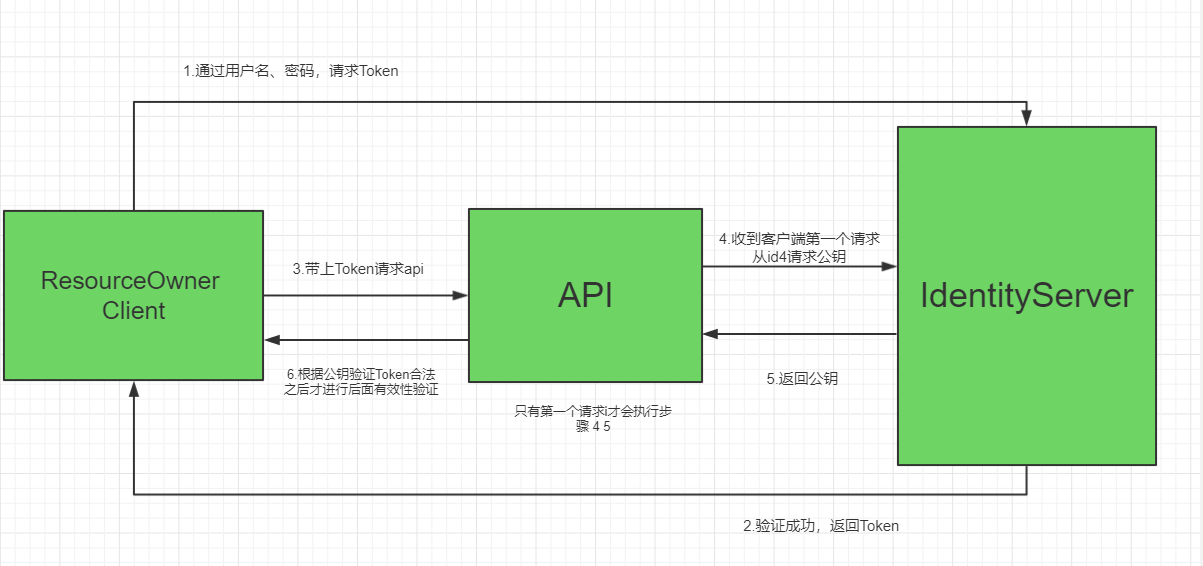 1.通过用户名、密码，请求Token
ResourceOwner
Client
3.带上Token请求api
API
4.收到客户端第一个请求
从id4请求公钥
IdentityServer
6.根据公钥验证Token合法
之后才进行后面有效性验证
5.返回公钥
只有第一个请求i才会执行步
骤 4 5
2.验证成功，返回Token